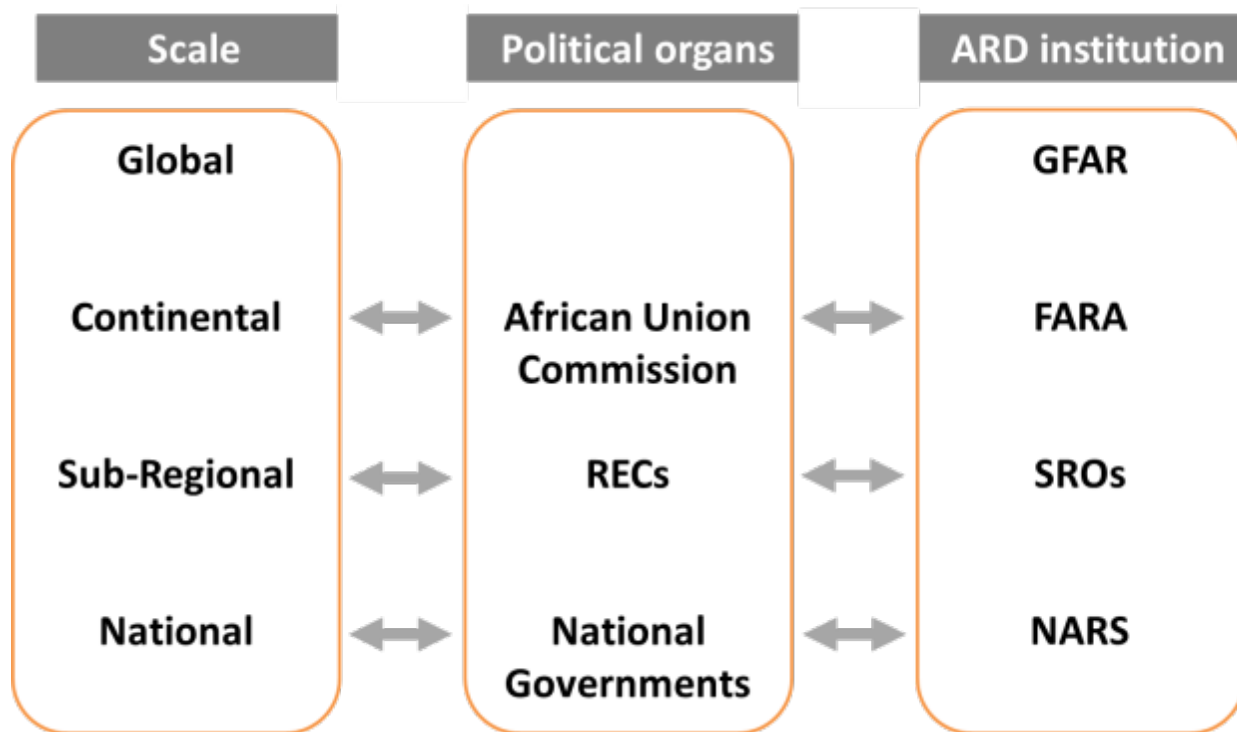 Scale
Political organs
ARD institution
Global
GFAR
Continental
African Union
Commission
FARA
Sub-Regional
RECs
SROs
National
National
Governments
NARS